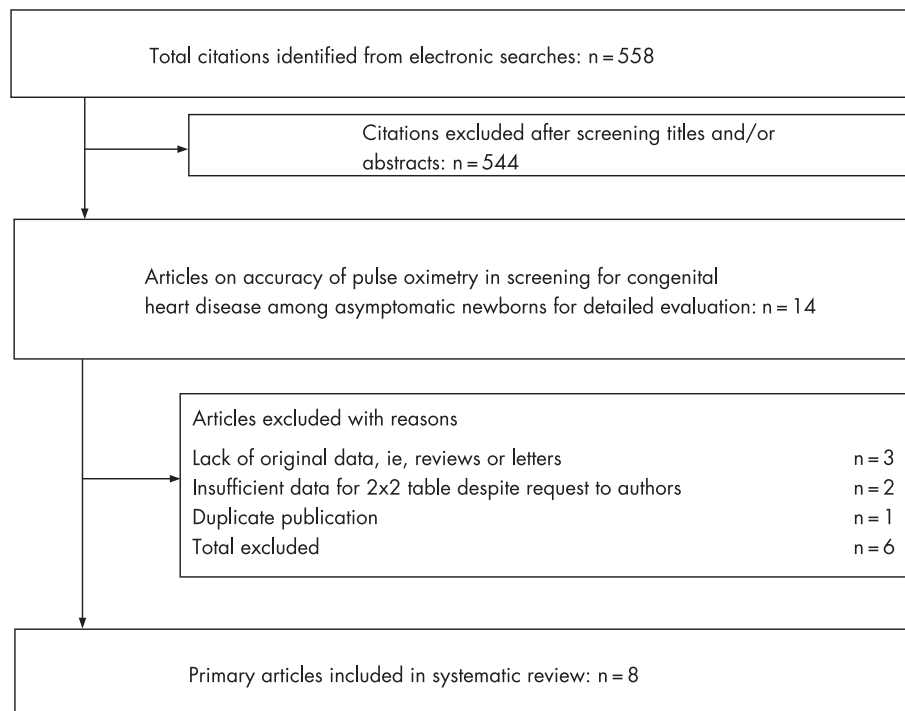 Total citations identified from electronic searches: n = 558
Citations excluded after screening titles and/or
abstracts: n = 544
Articles on accuracy of pulse oximetry in screening for congenital
heart disease among asymptomatic newborns for detailed evaluation: n = 14
Articles excluded with reasons
Lack of original data, ie, reviews or letters n = 3
Insufficient data for 2x2 table despite request to authors n = 2
Duplicate publication n = 1
Total excluded n = 6
Primary articles included in systematic review: n = 8